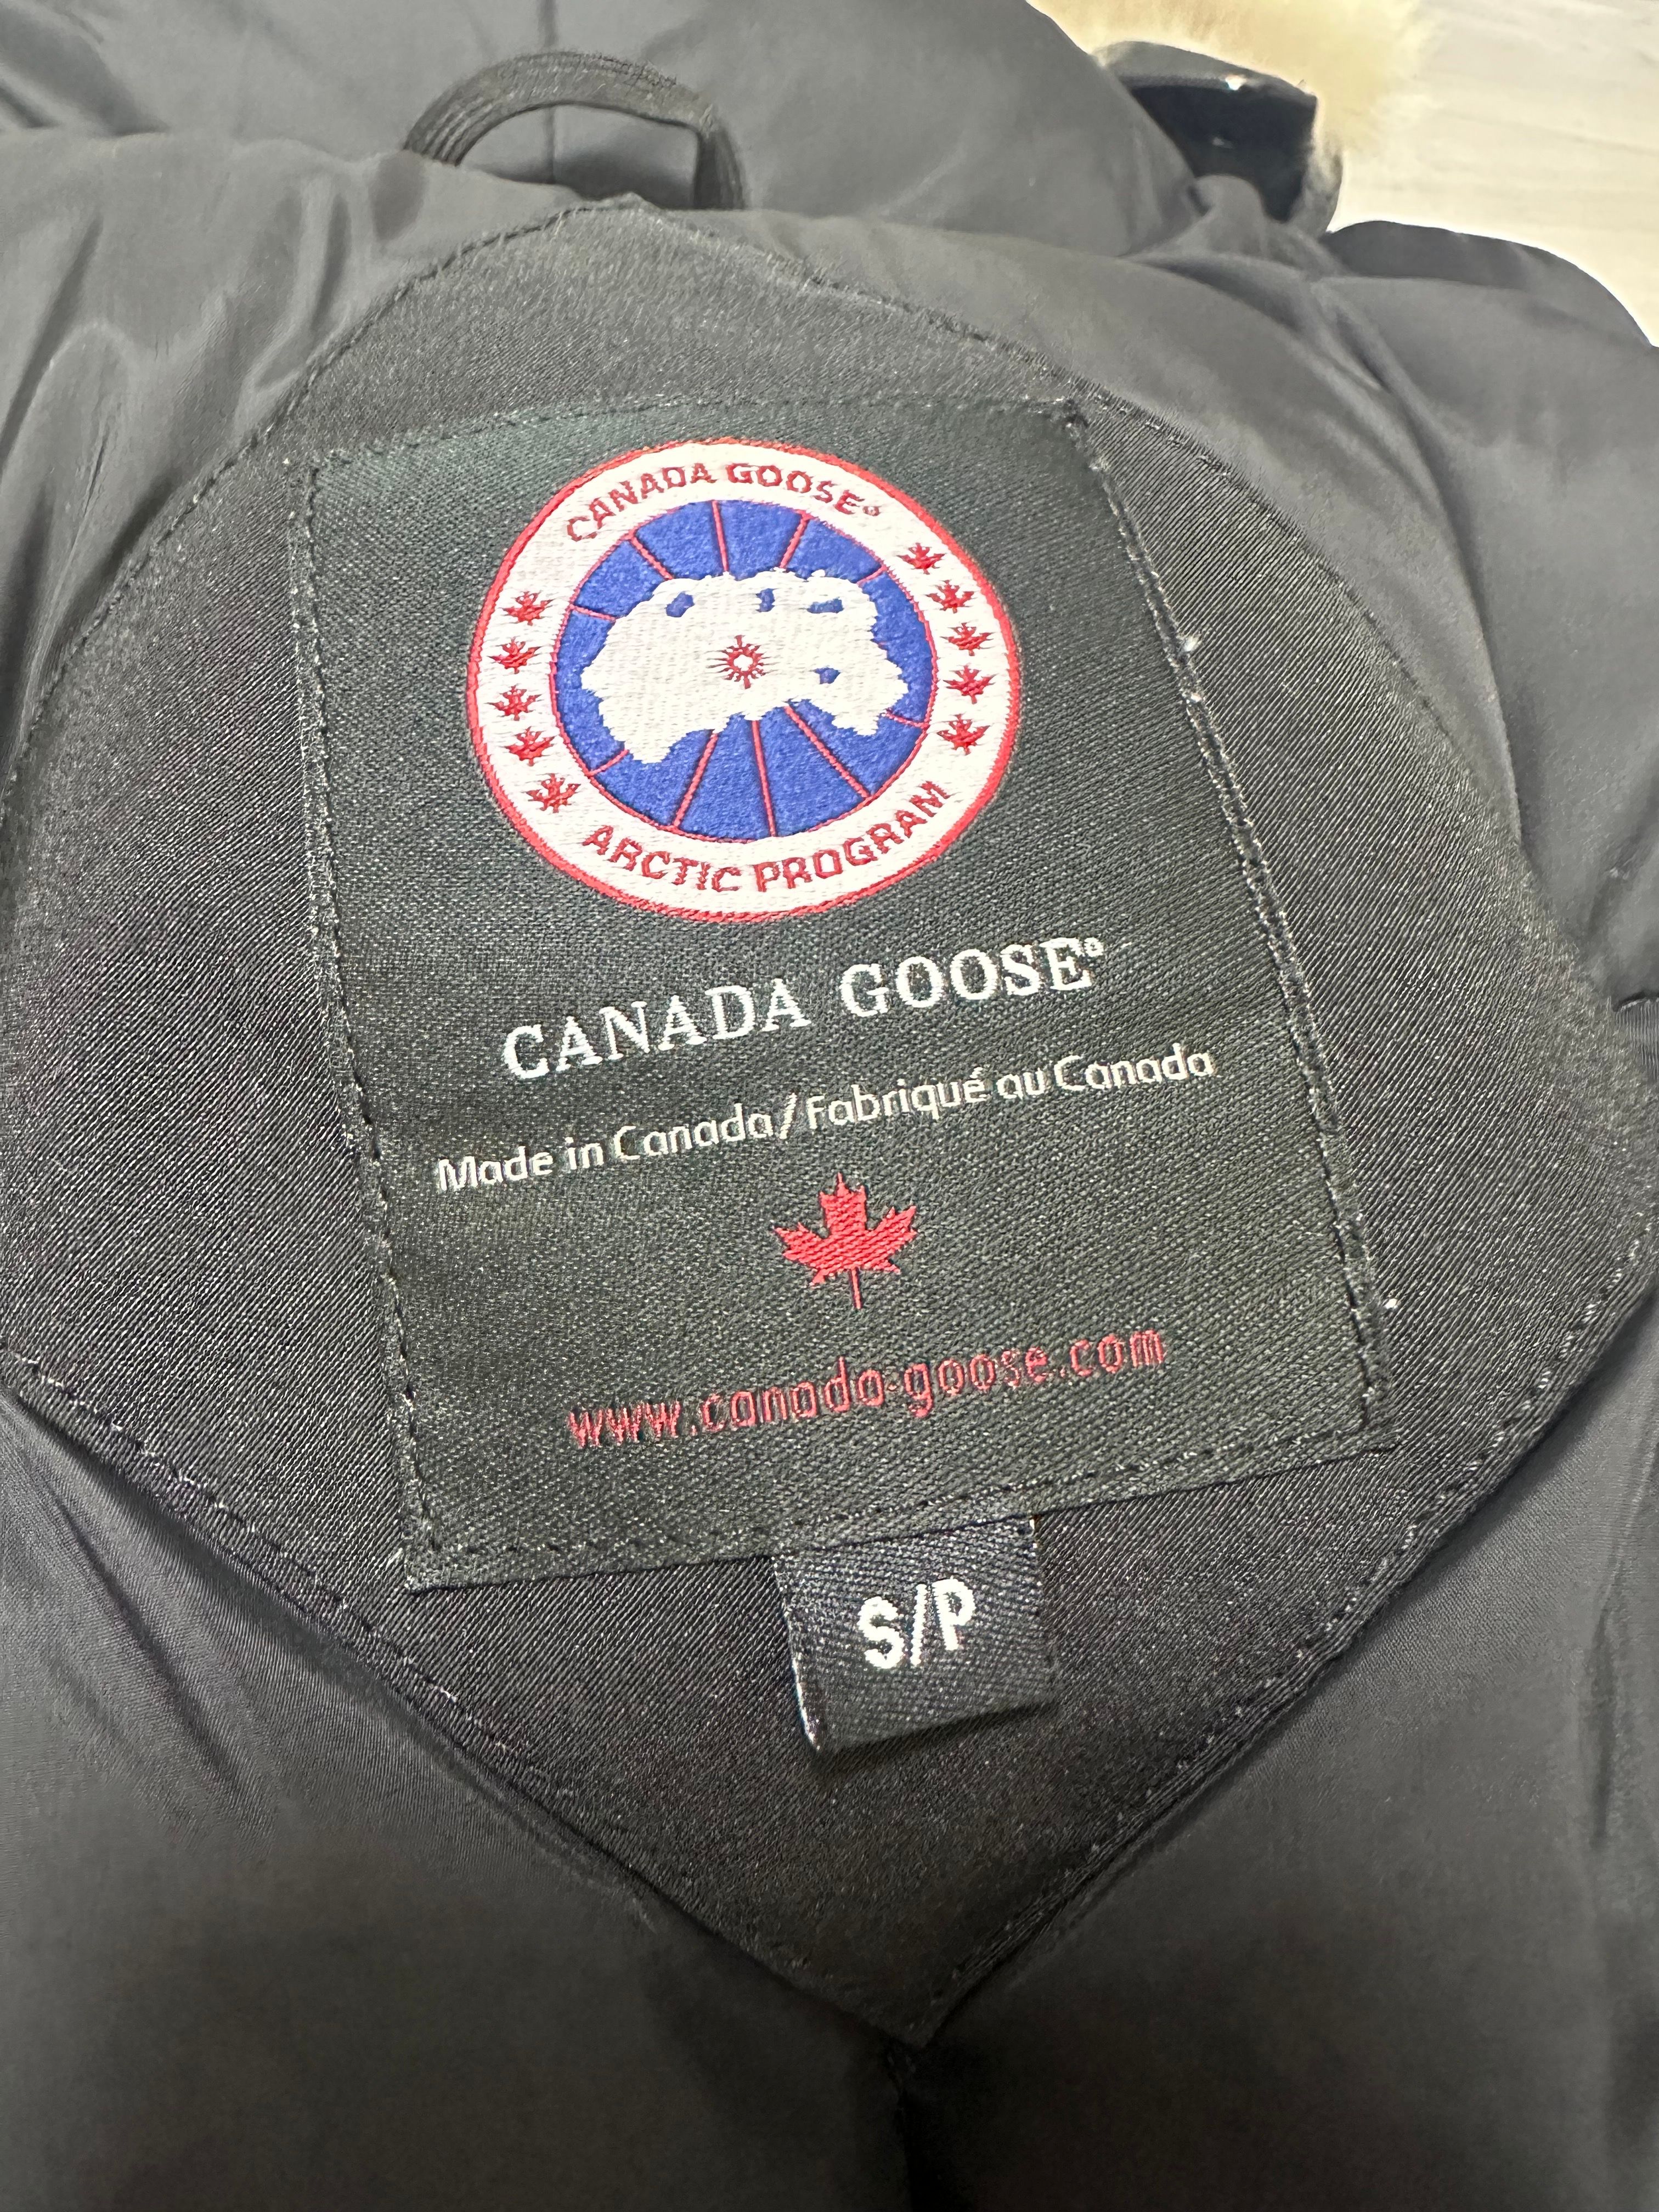 CANADA GOOSE®
ARCTIC PROGRAM
CANADA GOOSE®
Made in Canada/Fabriqué au Canada
www.canada-goose.com
S/P